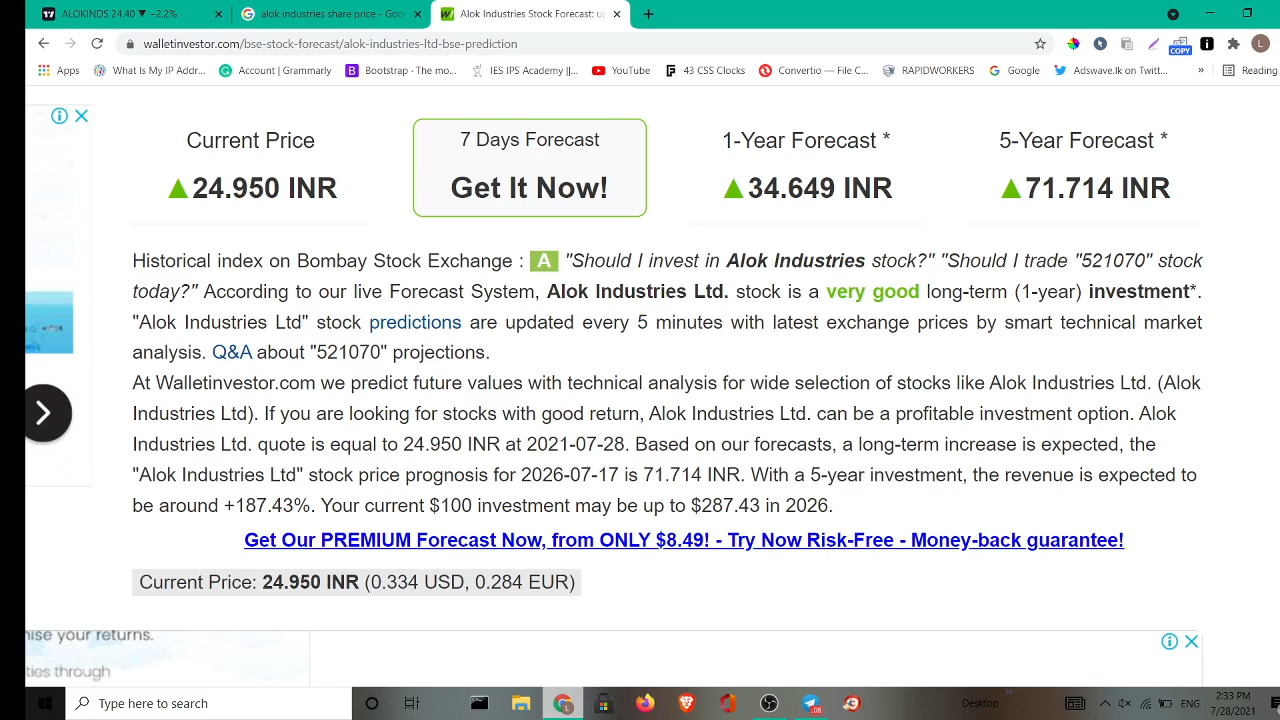 ALOKINDS 24.40 ▼ −2.2%
alok industries share price - Goo
Alok Industries Stock Forecast: up
walletinvestor.com/bse-stock-forecast/alok-industries-ltd-bse-prediction
COPY
L
Apps
What Is My IP Addr...
Account | Grammarly
Bootstrap - The mo...
IES IPS Academy ||...
YouTube
43 CSS Clocks
Convertio — File C...
RAPIDWORKERS
Google
Adswave.lk on Twitt...
»
Reading
Current Price
7 Days Forecast
1-Year Forecast *
5-Year Forecast *
▲24.950 INR
Get It Now!
▲34.649 INR
▲71.714 INR
Historical index on Bombay Stock Exchange : A "Should I invest in Alok Industries stock?" "Should I trade "521070" stock
today?" According to our live Forecast System, Alok Industries Ltd. stock is a very good long-term (1-year) investment*.
"Alok Industries Ltd" stock predictions are updated every 5 minutes with latest exchange prices by smart technical market
analysis. Q&A about "521070" projections.
At Walletinvestor.com we predict future values with technical analysis for wide selection of stocks like Alok Industries Ltd. (Alok
Industries Ltd). If you are looking for stocks with good return, Alok Industries Ltd. can be a profitable investment option. Alok
Industries Ltd. quote is equal to 24.950 INR at 2021-07-28. Based on our forecasts, a long-term increase is expected, the
"Alok Industries Ltd" stock price prognosis for 2026-07-17 is 71.714 INR. With a 5-year investment, the revenue is expected to
be around +187.43%. Your current $100 investment may be up to $287.43 in 2026.
Get Our PREMIUM Forecast Now, from ONLY $8.49! - Try Now Risk-Free - Money-back guarantee!
Current Price: 24.950 INR (0.334 USD, 0.284 EUR)
your returns.
through
Type here to search
Desktop
»
ENG
2:33 PM
7/28/2021